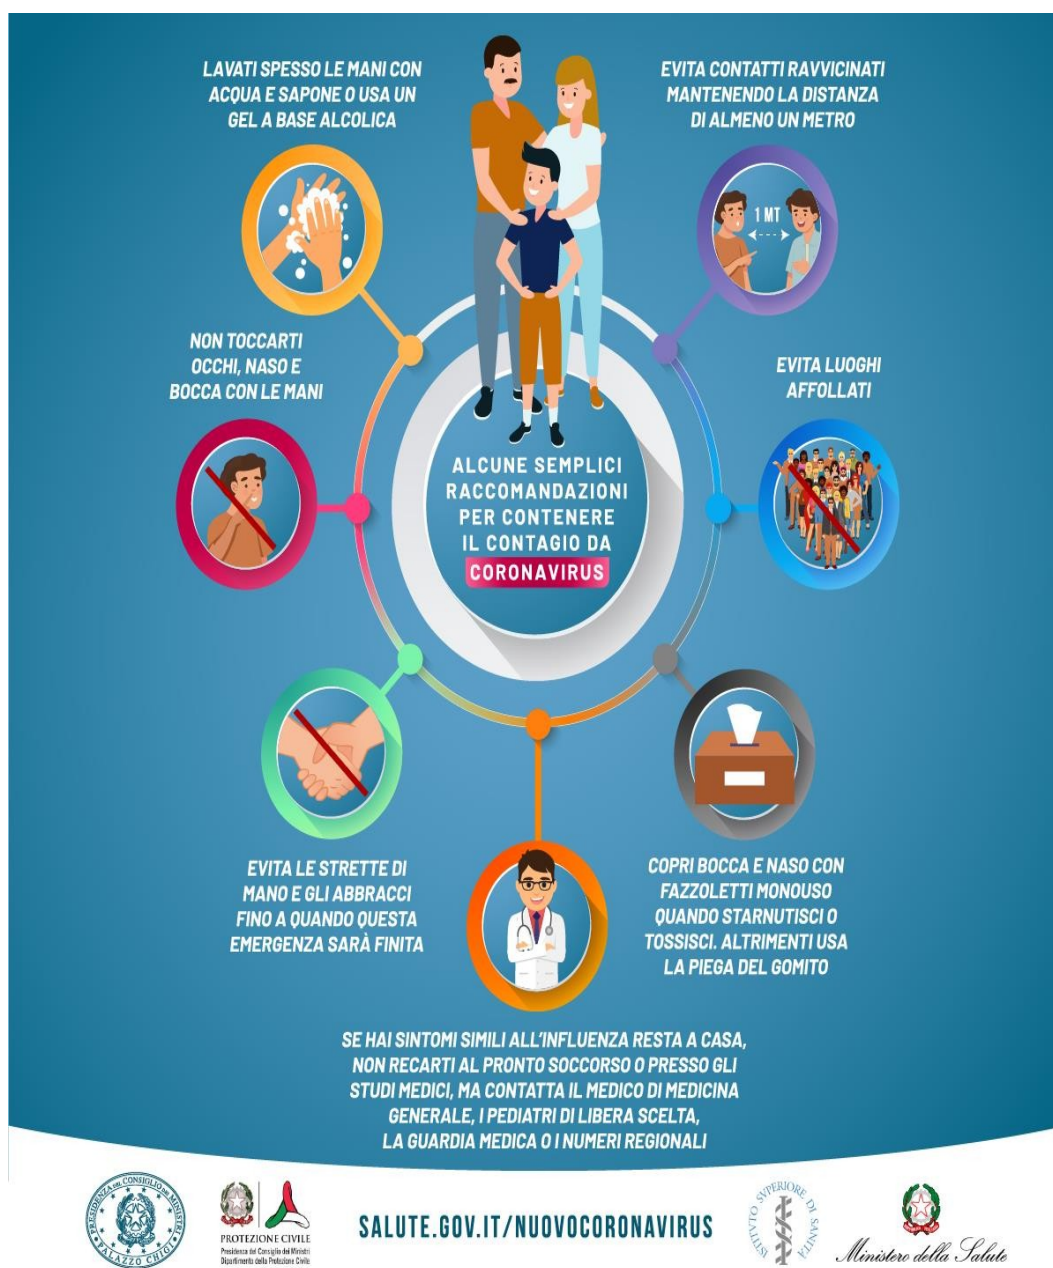 LAVATI SPESSO LE MANI CON
ACQUA E SAPONE O USA UN
GEL A BASE ALCOLICA
EVITA CONTATTI RAVVICINATI
MANTENENDO LA DISTANZA
DI ALMENO UN METRO
1 MT
NON TOCCARTI
OCCHI, NASO E
BOCCA CON LE MANI
EVITA LUOGHI
AFFOLLATI
ALCUNE SEMPLICI
RACCOMANDAZIONI
PER CONTENERE
IL CONTAGIO DA
CORONAVIRUS
EVITA LE STRETTE DI
MANO E GLI ABBRACCI
FINO A QUANDO QUESTA
EMERGENZA SARÀ FINITA
COPRI BOCCA E NASO CON
FAZZOLETTI MONOUSO
QUANDO STARNUTISCI O
TOSSISCI. ALTRIMENTI USA
LA PIEGA DEL GOMITO
SE HAI SINTOMI SIMILI ALL'INFLUENZA RESTA A CASA,
NON RECARTI AL PRONTO SOCCORSO O PRESSO GLI
STUDI MEDICI, MA CONTATTA IL MEDICO DI MEDICINA
GENERALE, I PEDIATRI DI LIBERA SCELTA,
LA GUARDIA MEDICA O I NUMERI REGIONALI
PRESIDENZA DEL CONSIGLIO DEI MINISTRI
PALAZZO CHIGI
PROTEZIONE CIVILE
Presidenza del Consiglio dei Ministri
Dipartimento della Protezione Civile
SALUTE.GOV.IT/NUOVOCORONAVIRUS
ISTITVTO SVPERIORE DI SANITÀ
Ministero della Salute